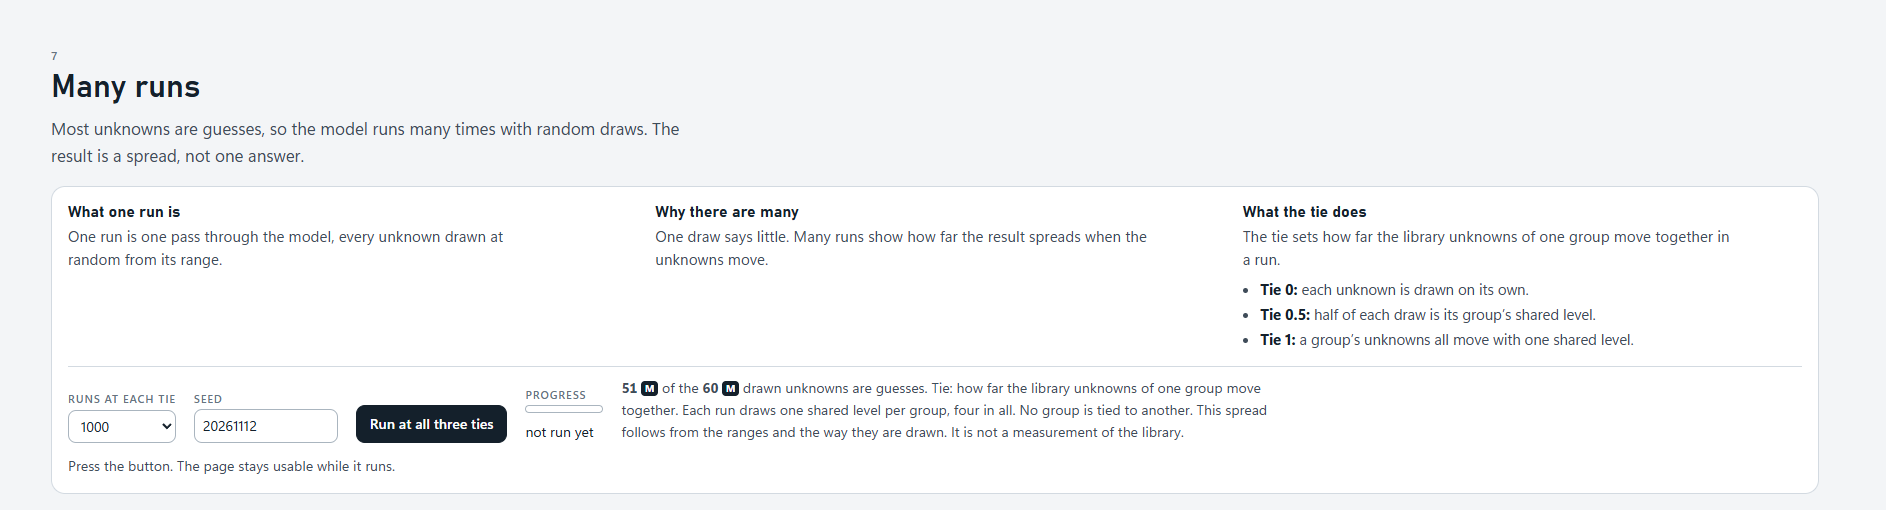 7
Many runs
Most unknowns are guesses, so the model runs many times with random draws. The
result is a spread, not one answer.
What one run is
One run is one pass through the model, every unknown drawn at
random from its range.
Why there are many
One draw says little. Many runs show how far the result spreads when the
unknowns move.
What the tie does
The tie sets how far the library unknowns of one group move together in
a run.
• Tie 0: each unknown is drawn on its own.
• Tie 0.5: half of each draw is its group’s shared level.
• Tie 1: a group’s unknowns all move with one shared level.
RUNS AT EACH TIE
1000
SEED
20261112
Run at all three ties
PROGRESS
not run yet
51 M of the 60 M drawn unknowns are guesses. Tie: how far the library unknowns of one group move
together. Each run draws one shared level per group, four in all. No group is tied to another. This spread
follows from the ranges and the way they are drawn. It is not a measurement of the library.
Press the button. The page stays usable while it runs.